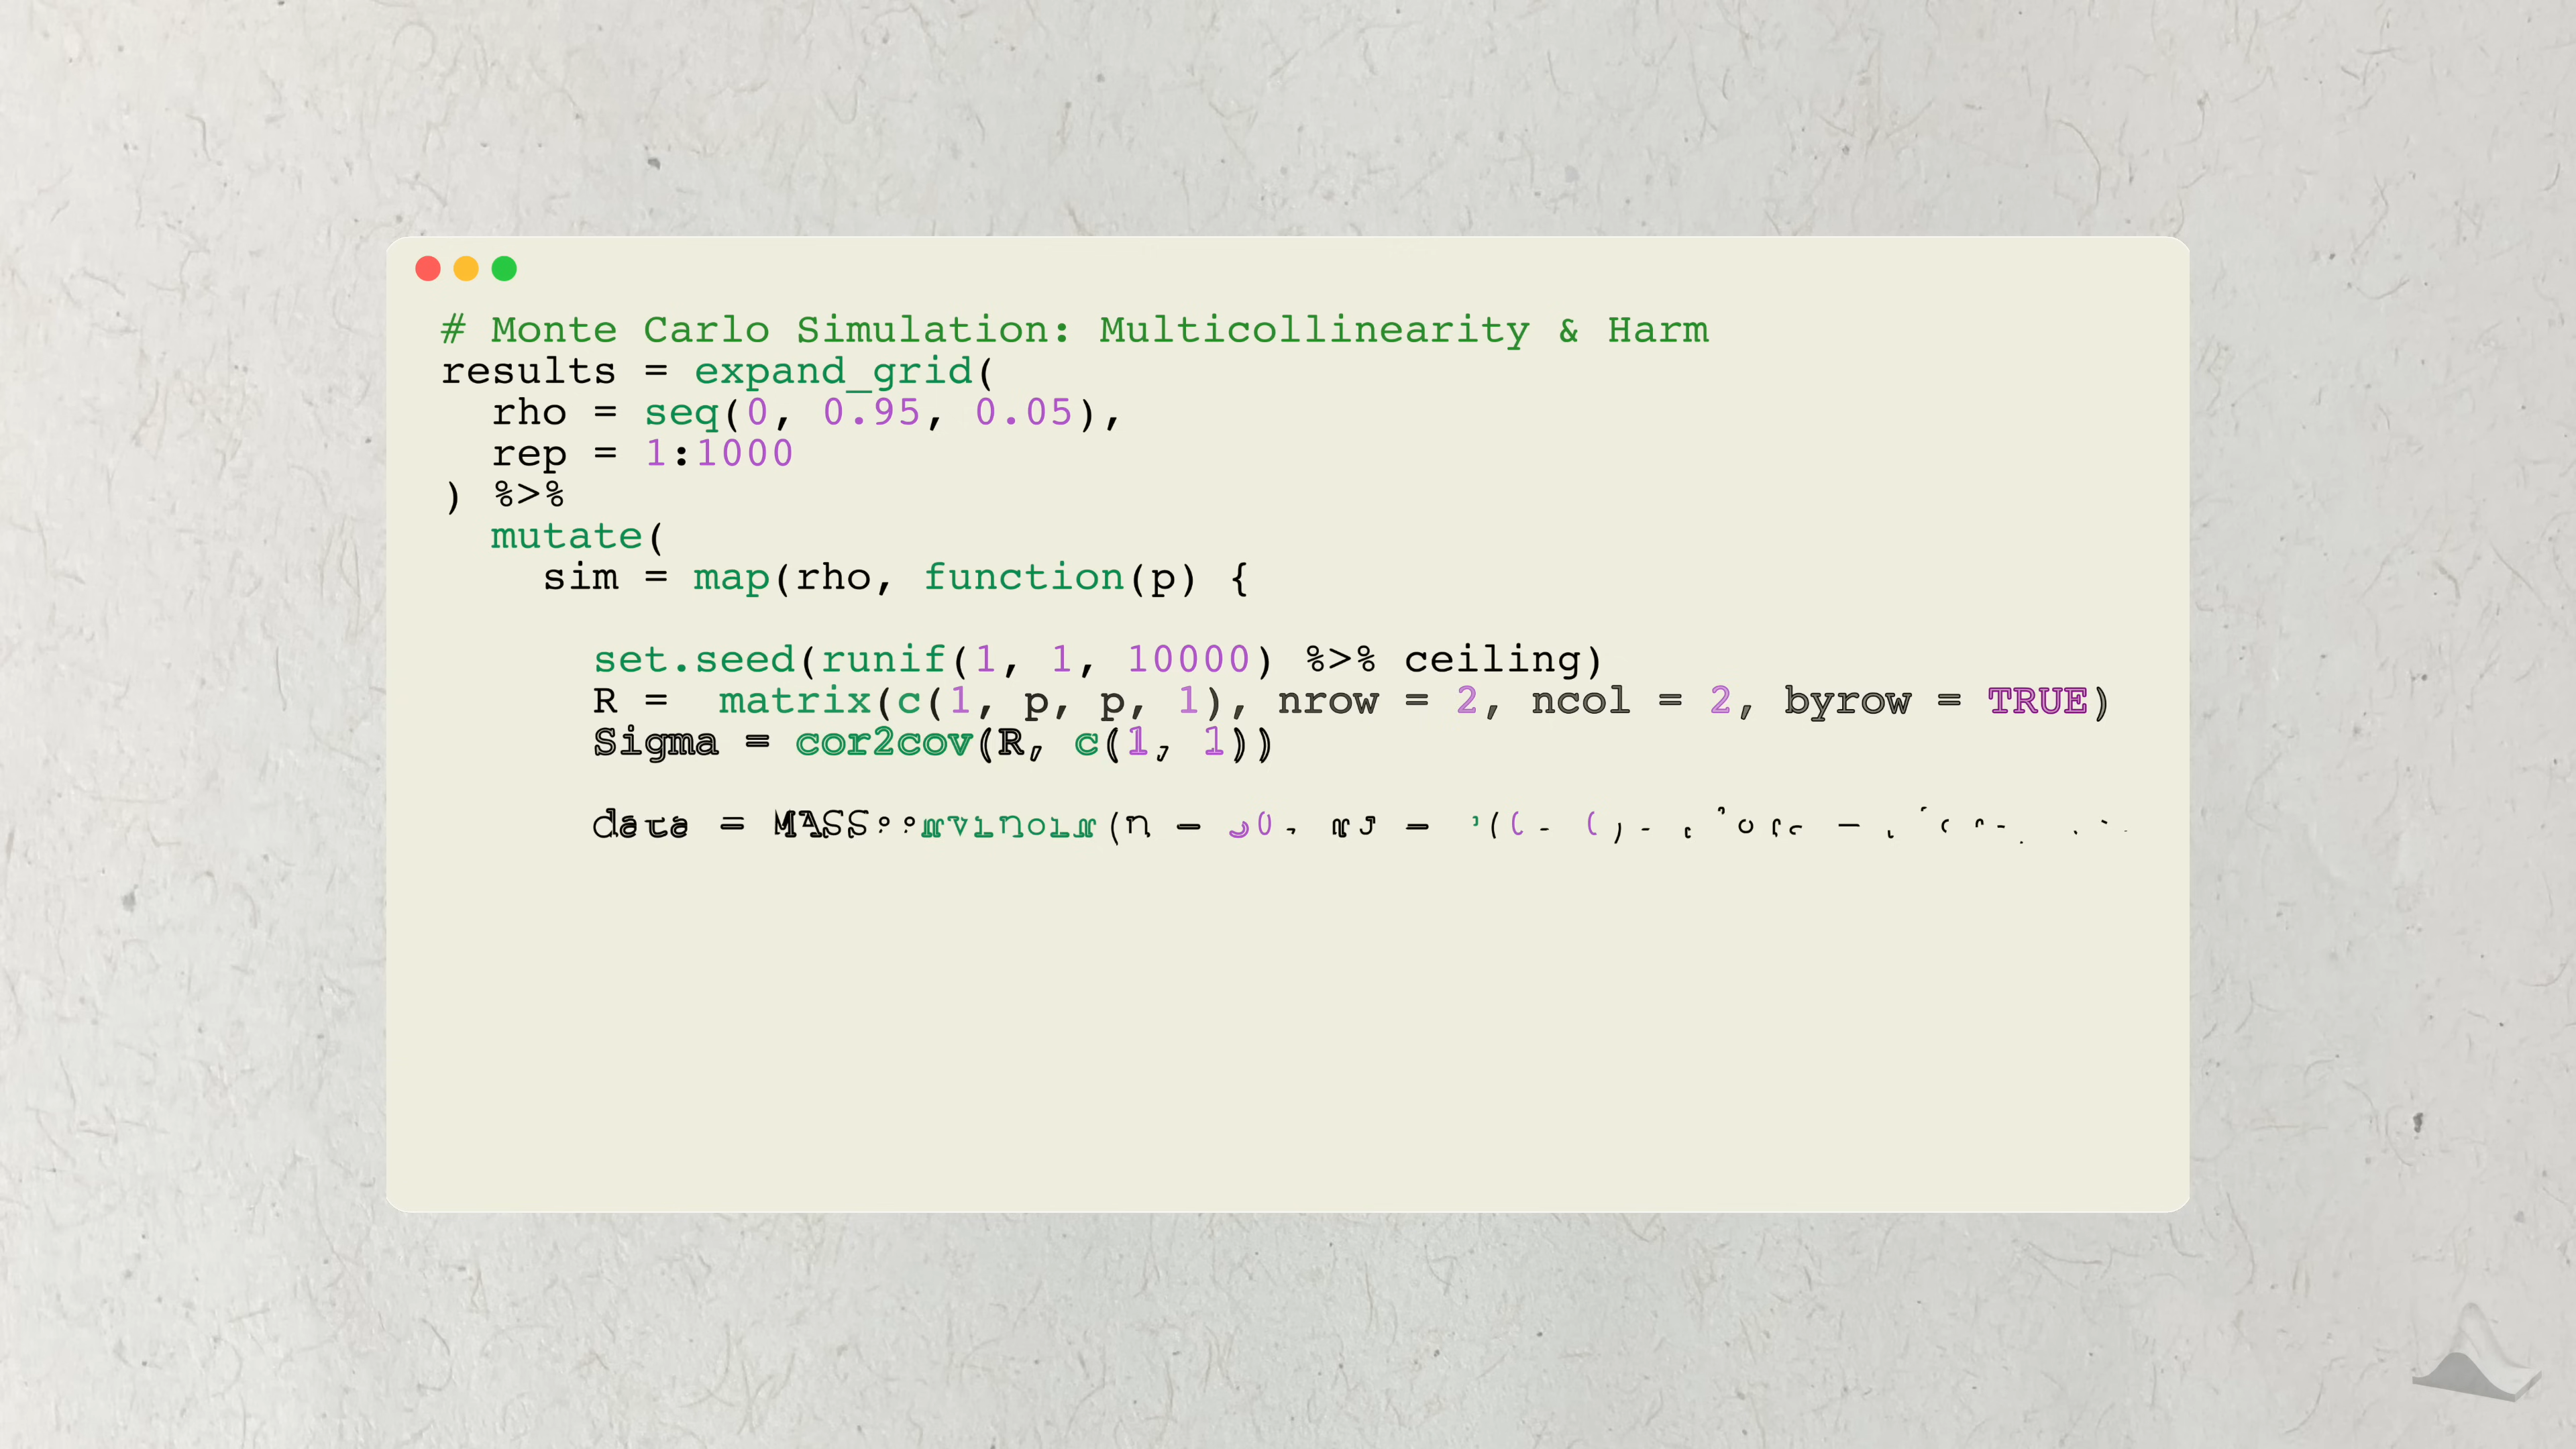 # Monte Carlo Simulation: Multicollinearity & Harm
results = expand_grid(
rho = seq(0, 0.95, 0.05),
rep = 1:1000
) %>%
mutate(
sim = map(rho, function(p) {
set.seed(runif(1, 1, 10000) %>% ceiling)
R =  matrix(c(1, p, p, 1), nrow = 2, ncol = 2, byrow = TRUE)
Sigma = cor2cov(R, c(1, 1))
data = MASS::mvrnorm(n